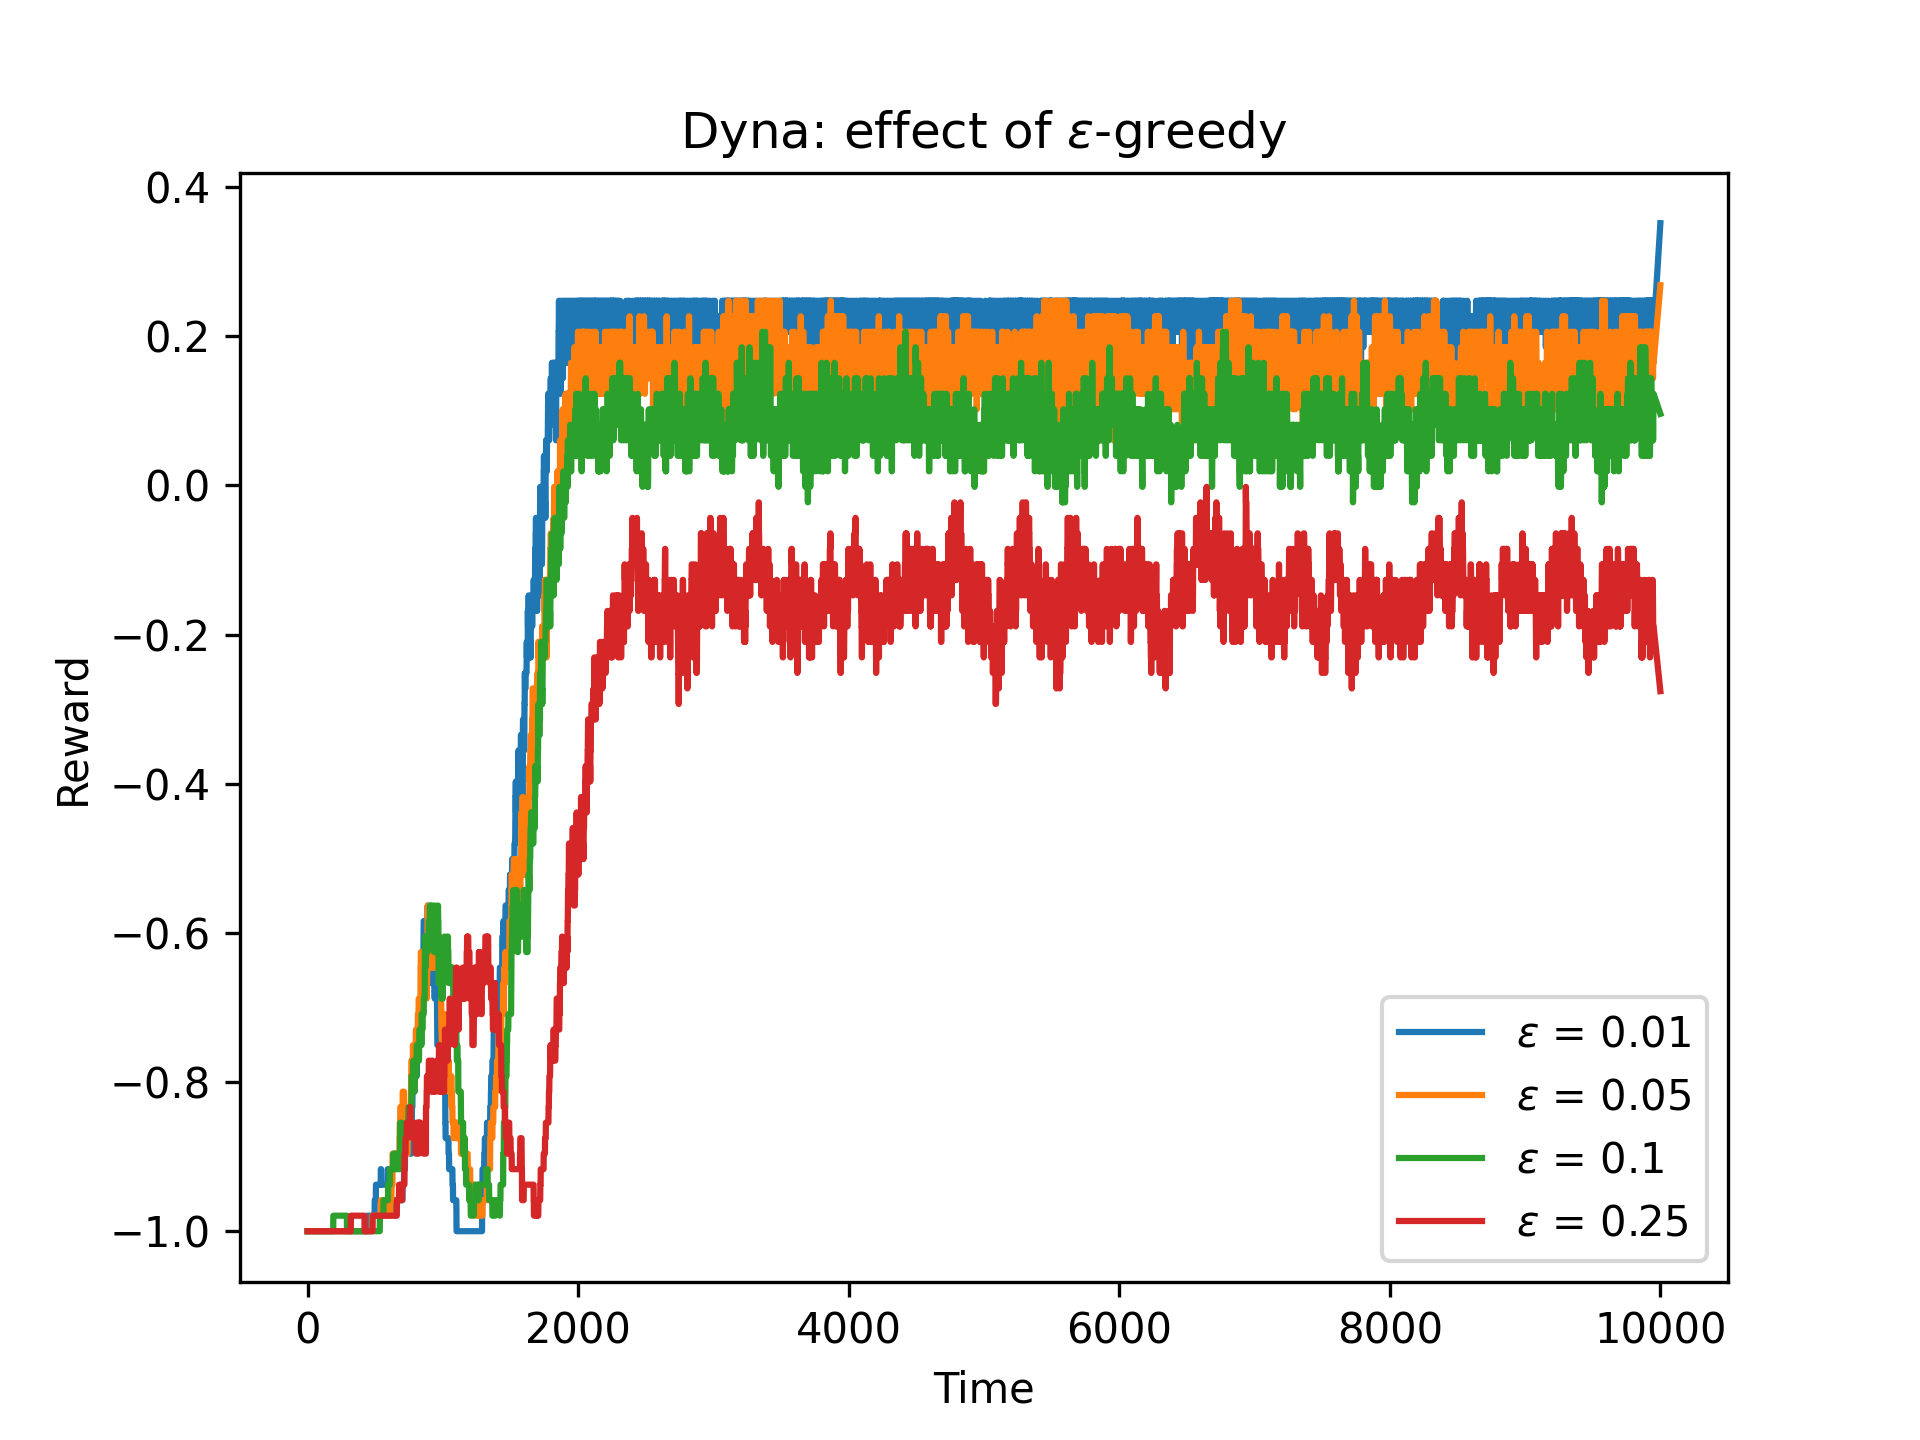 Dyna: effect of ε-greedy
0.4
0.2
0.0
−0.2
−0.4
−0.6
−0.8
−1.0
Reward
0 2000 4000 6000 8000 10000
Time
ε = 0.01
ε = 0.05
ε = 0.1
ε = 0.25